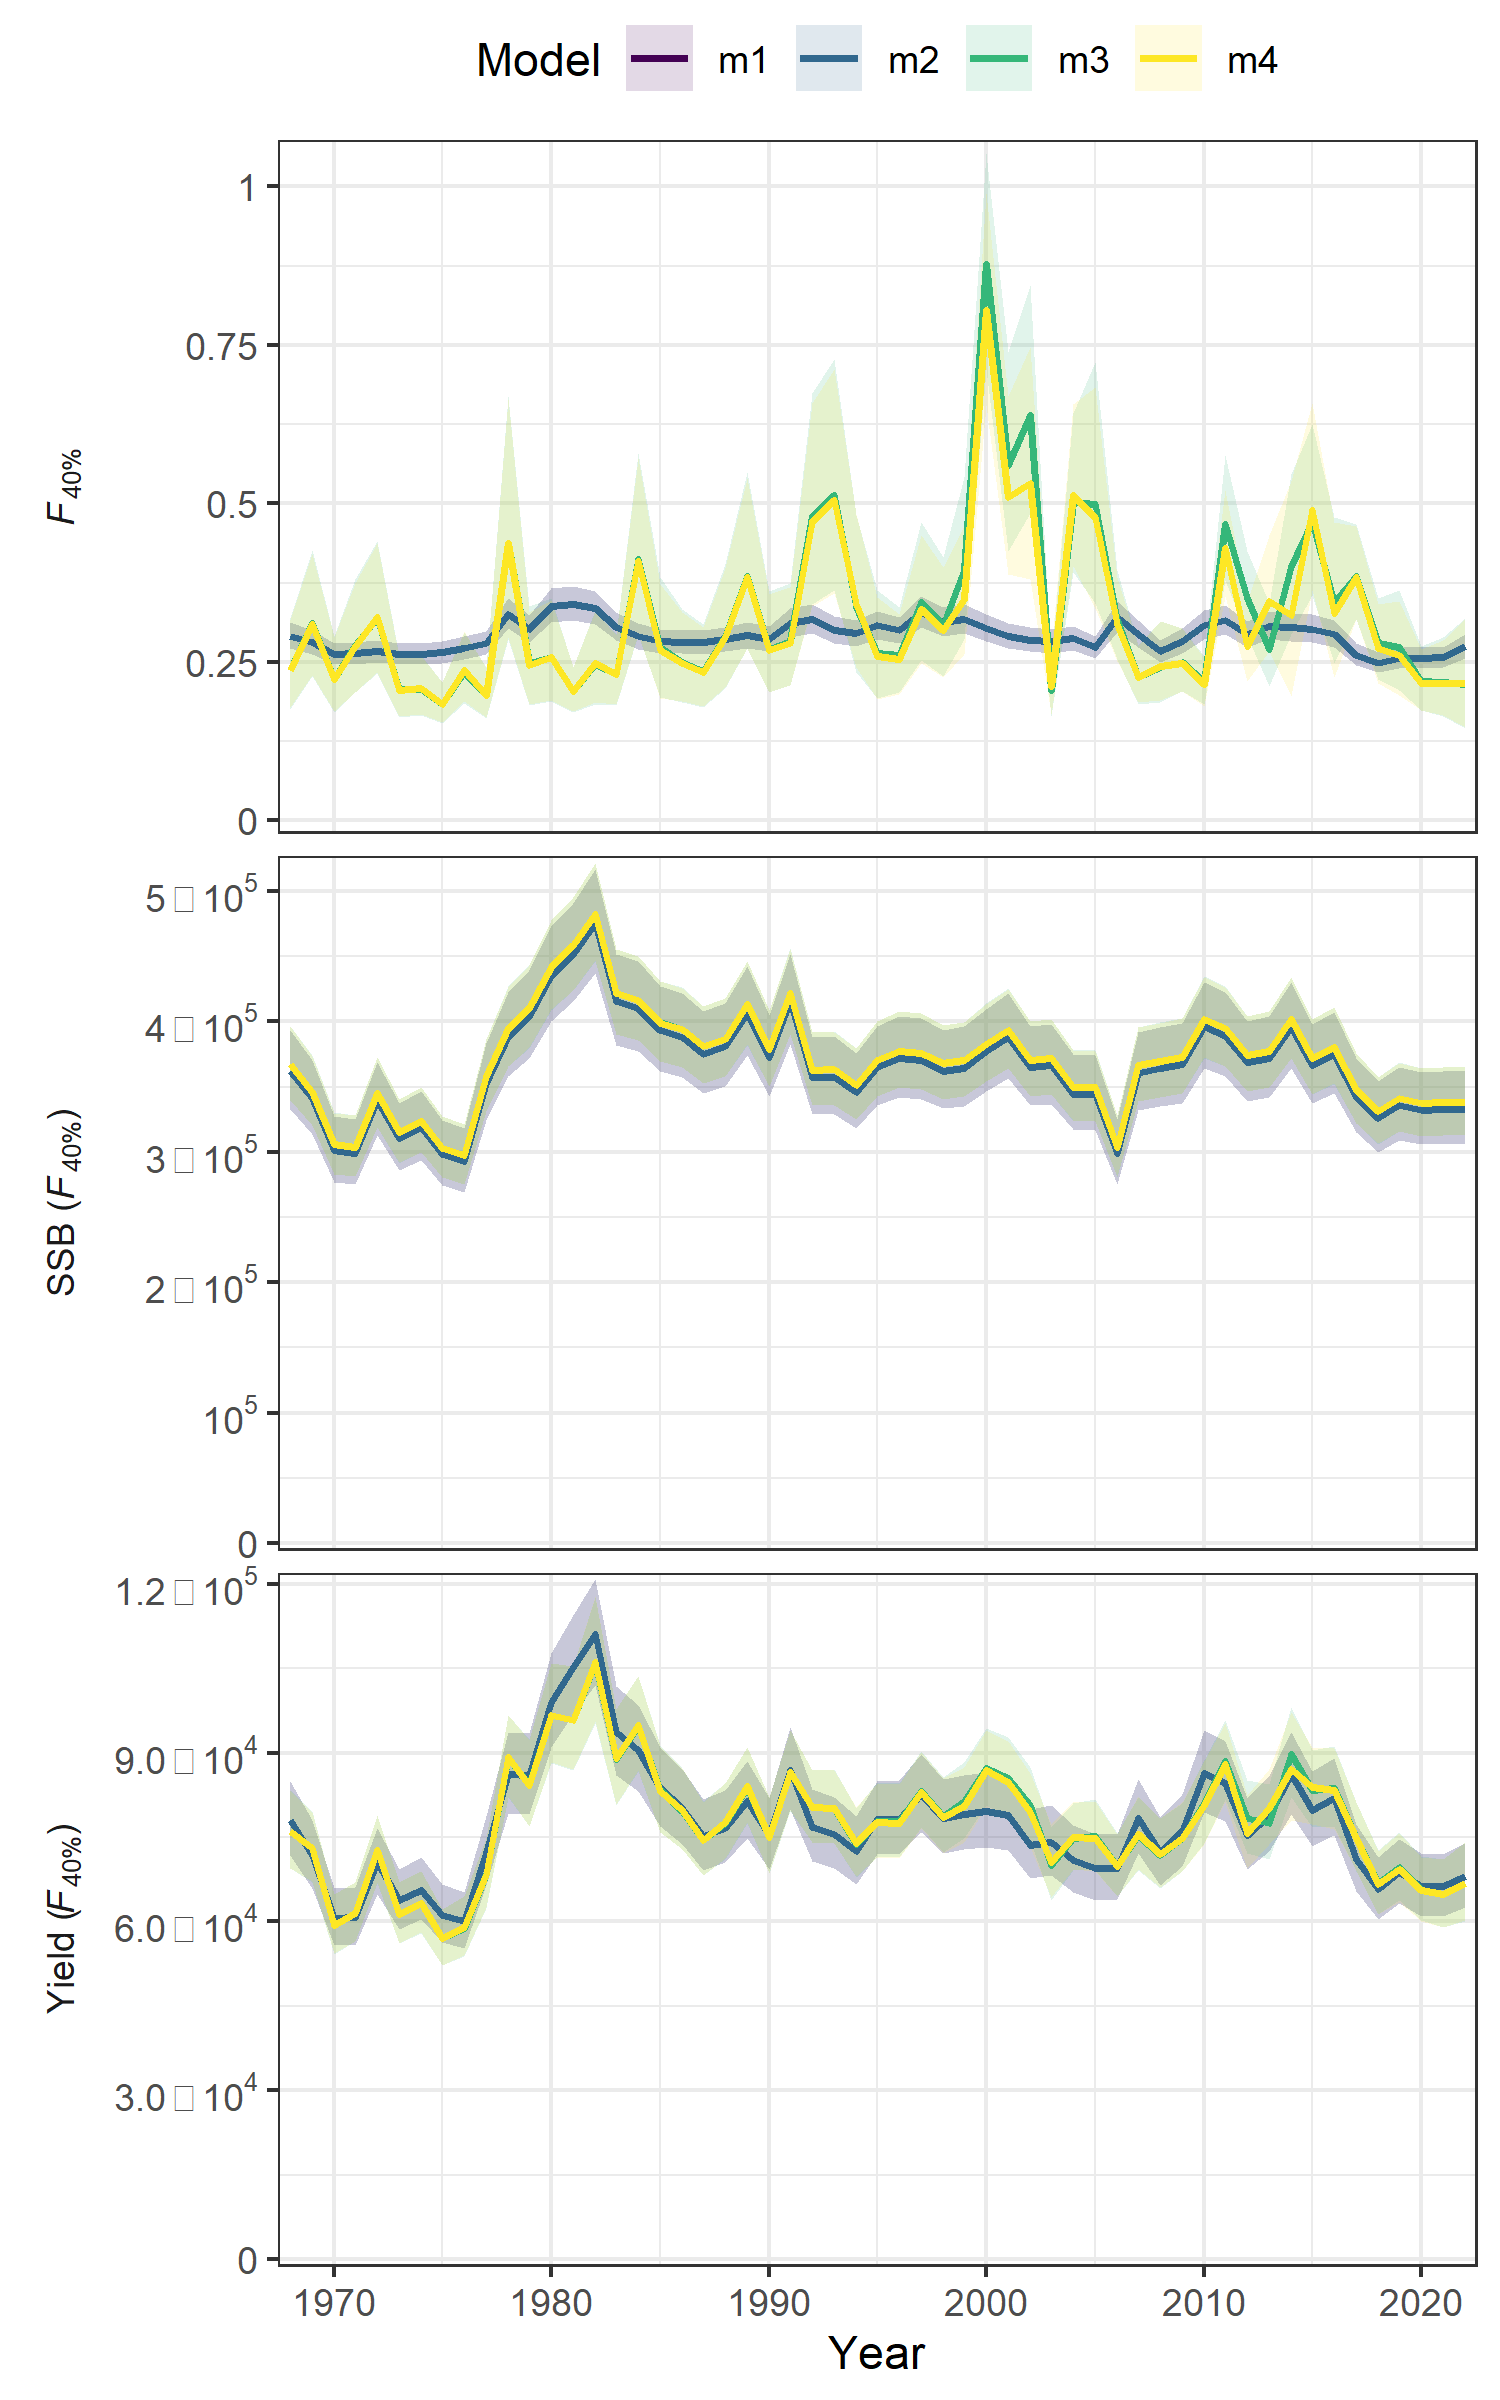 Model m1 m2 m3 m4
1
0.75
0.5
0.25
0
F40%
5 □ 10^5
4 □ 10^5
3 □ 10^5
2 □ 10^5
10^5
0
SSB (F40%)
1.2 □ 10^5
9.0 □ 10^4
6.0 □ 10^4
3.0 □ 10^4
0
Yield (F40%)
1970 1980 1990 2000 2010 2020
Year